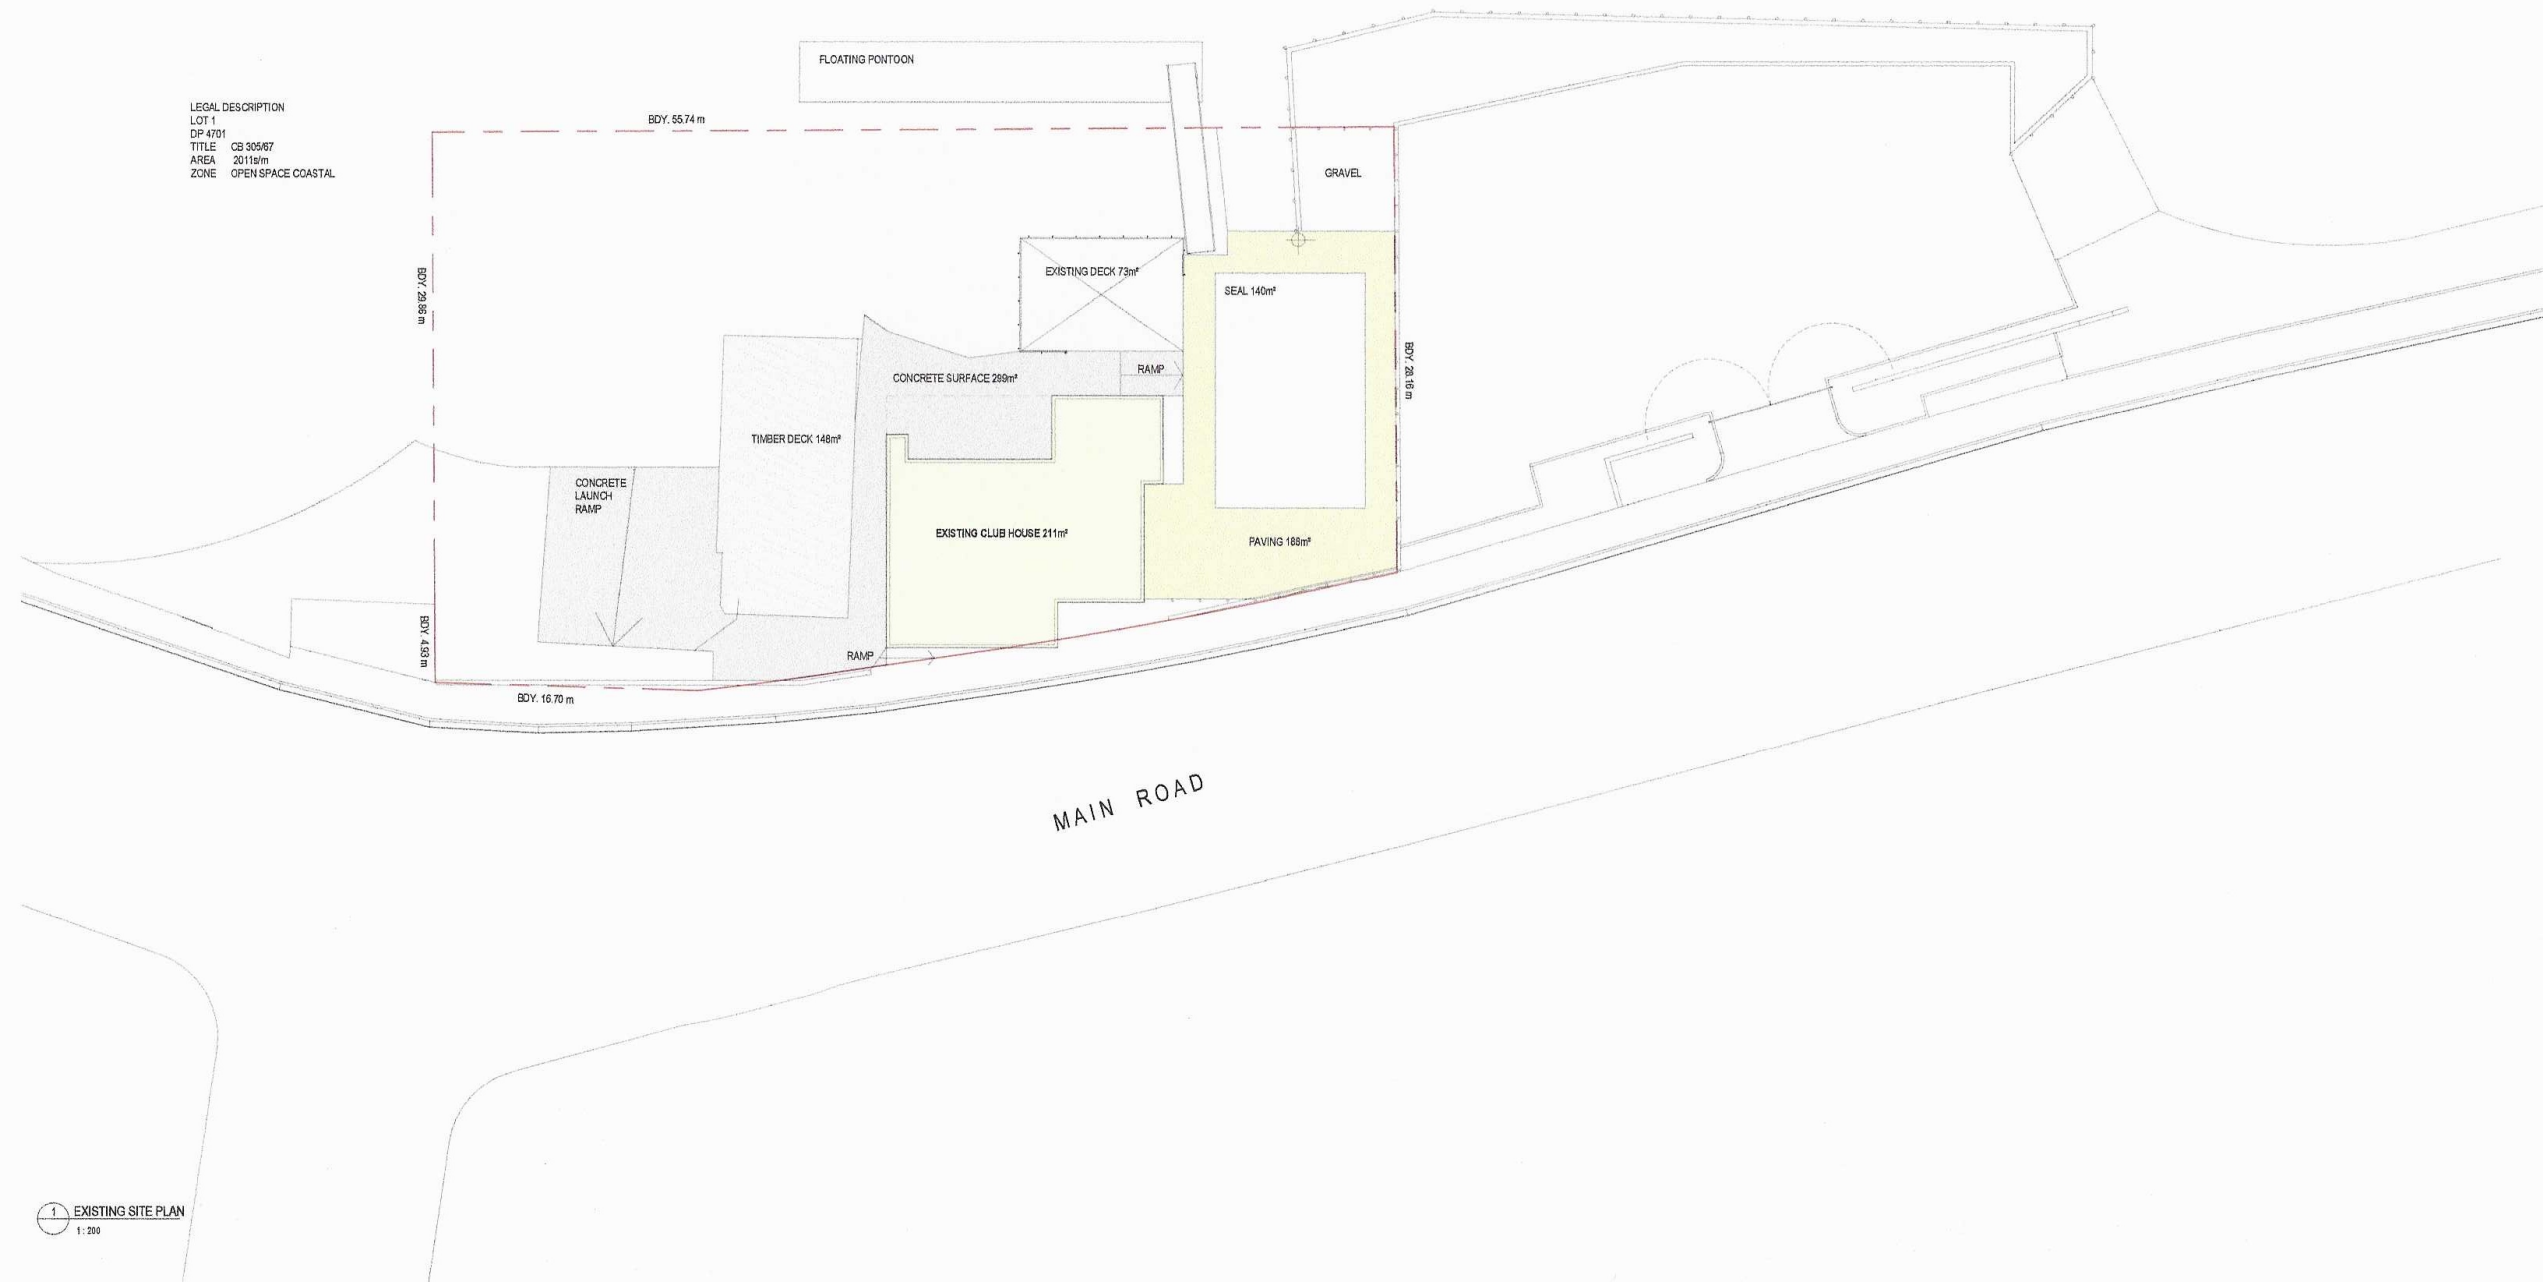 FLOATING PONTOON
LEGAL DESCRIPTION
LOT 1
DP 4701
TITLE CB 305/67
AREA 2011s/m
ZONE OPEN SPACE COASTAL
BDY. 55.74 m
GRAVEL
BDY. 29.86 m
EXISTING DECK 73m²
SEAL 140m²
CONCRETE SURFACE 299m²
RAMP
BDY. 28.16 m
TIMBER DECK 148m²
CONCRETE
LAUNCH
RAMP
EXISTING CLUB HOUSE 211m²
PAVING 188m²
BDY. 4.93 m
RAMP
BDY. 16.70 m
MAIN ROAD
1 EXISTING SITE PLAN
1 : 200